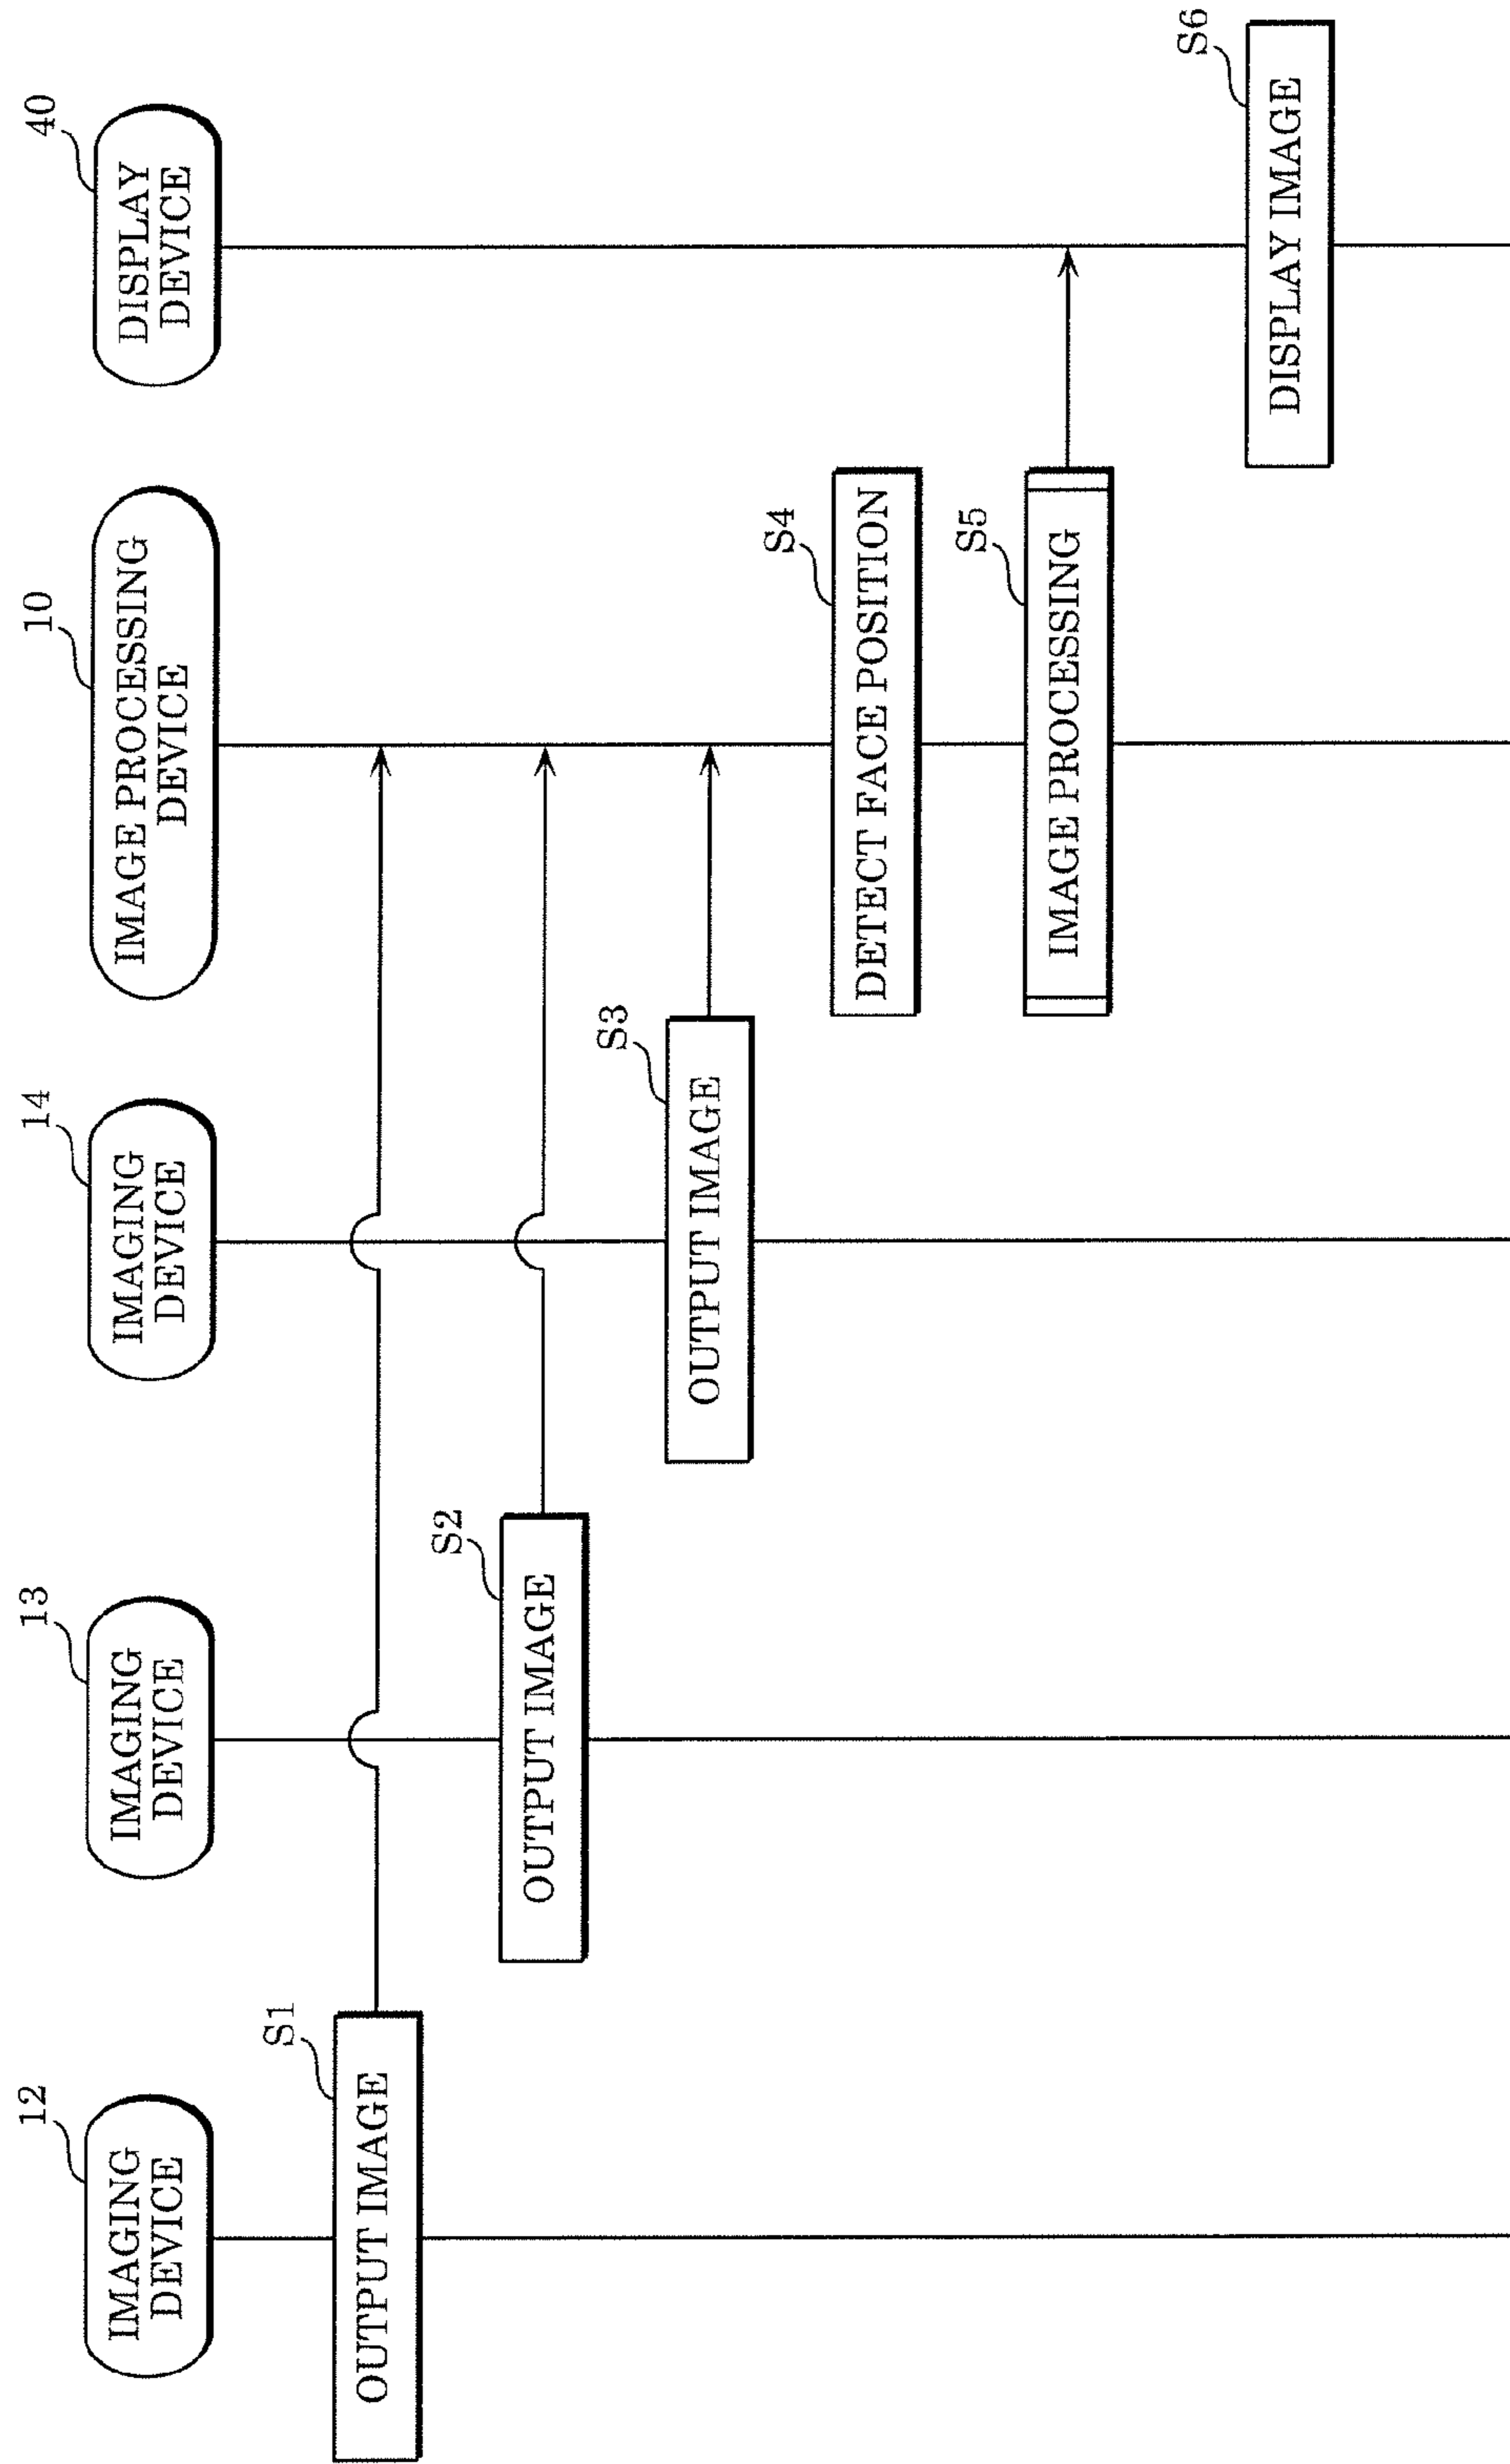 12
IMAGING
DEVICE
13
IMAGING
DEVICE
14
IMAGING
DEVICE
10
IMAGE PROCESSING
DEVICE
40
DISPLAY
DEVICE
S1
OUTPUT IMAGE
S2
OUTPUT IMAGE
S3
OUTPUT IMAGE
S4
DETECT FACE POSITION
S5
IMAGE PROCESSING
S6
DISPLAY IMAGE